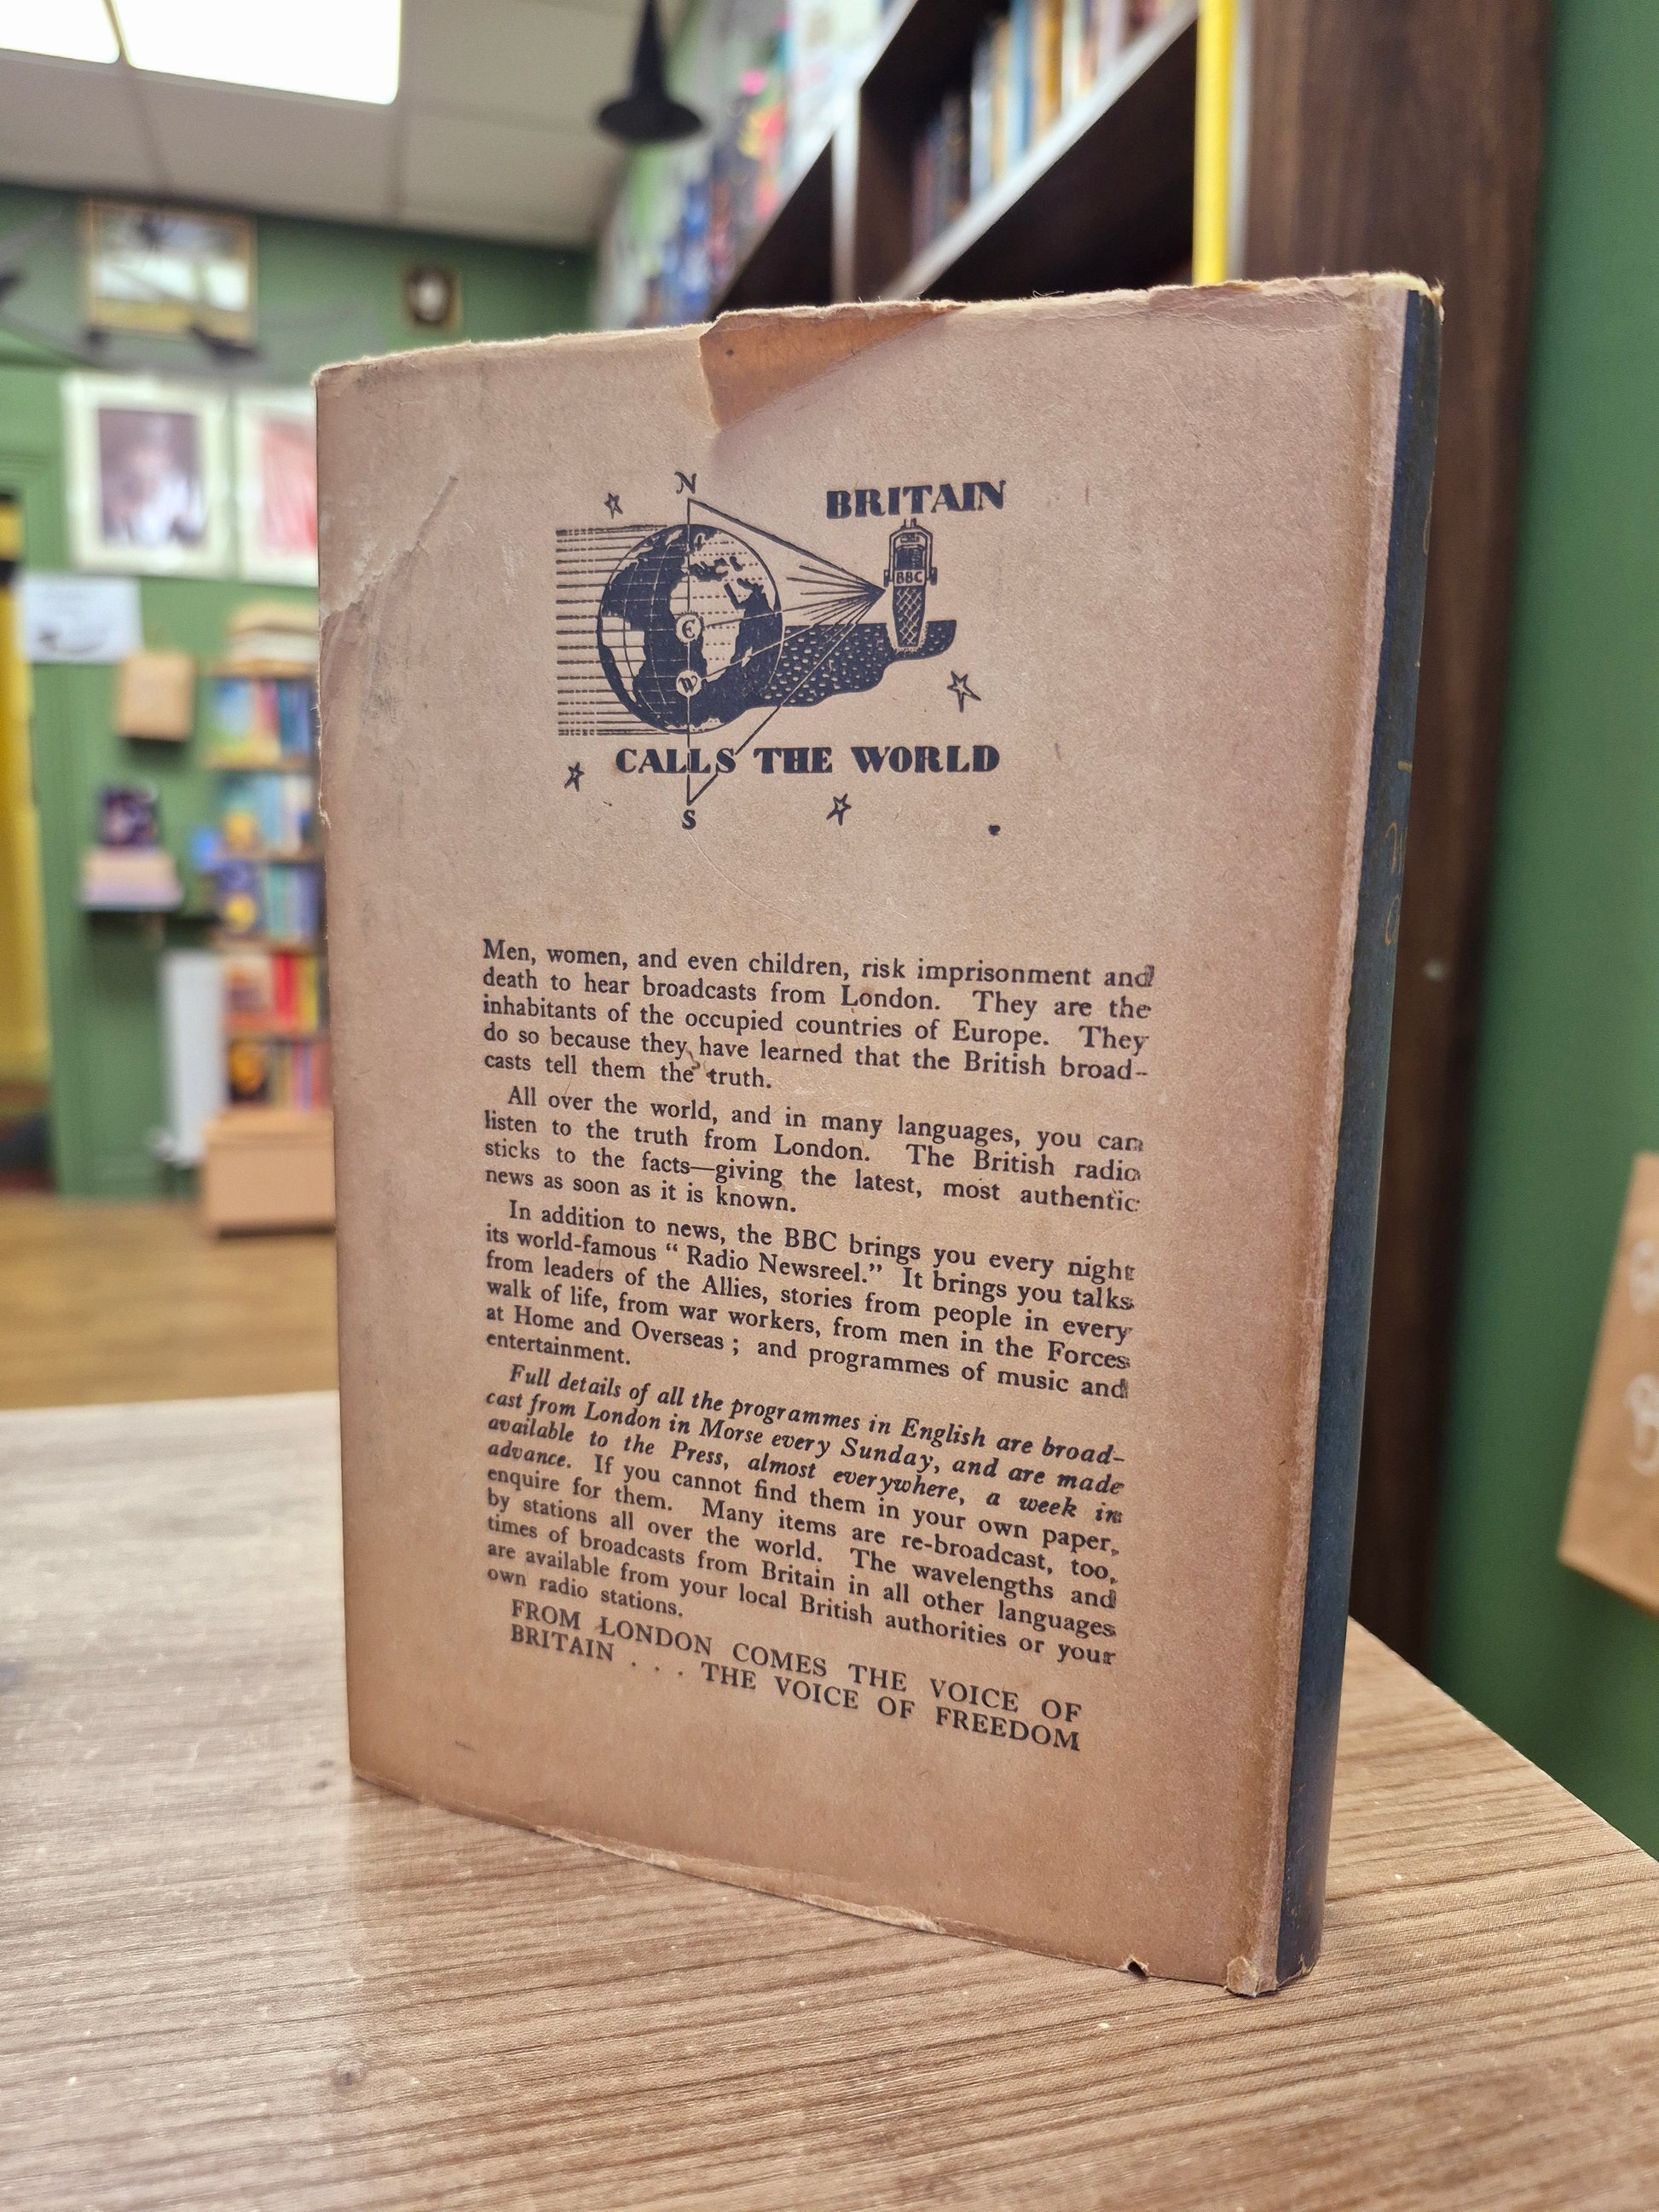 N
BRITAIN
BBC
E
W
CALLS THE WORLD
S
Men, women, and even children, risk imprisonment and
death to hear broadcasts from London. They are the
inhabitants of the occupied countries of Europe. They
do so because they have learned that the British broad-
casts tell them the truth.
All over the world, and in many languages, you can
listen to the truth from London. The British radio
sticks to the facts—giving the latest, most authentic
news as soon as it is known.
In addition to news, the BBC brings you every night
its world-famous “ Radio Newsreel.” It brings you talks
from leaders of the Allies, stories from people in every
walk of life, from war workers, from men in the Forces
at Home and Overseas ; and programmes of music and
entertainment.
Full details of all the programmes in English are broad-
cast from London in Morse every Sunday, and are made
available to the Press, almost everywhere, a week in
advance. If you cannot find them in your own paper,
enquire for them. Many items are re-broadcast, too,
by stations all over the world. The wavelengths and
times of broadcasts from Britain in all other languages
are available from your local British authorities or your
own radio stations.
FROM LONDON COMES THE VOICE OF
BRITAIN . . . THE VOICE OF FREEDOM